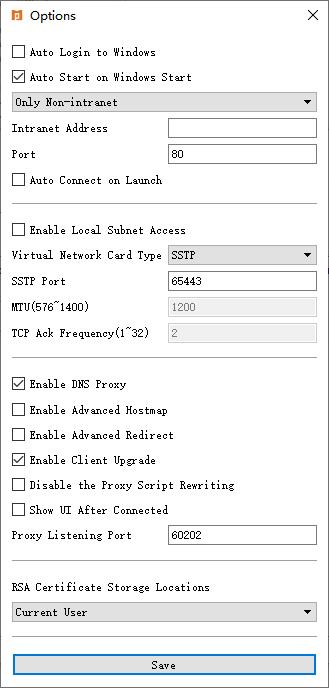 Options
Auto Login to Windows
Auto Start on Windows Start
Only Non-intranet
Intranet Address
Port 80
Auto Connect on Launch
Enable Local Subnet Access
Virtual Network Card Type SSTP
SSTP Port 65443
MTU(576~1400) 1200
TCP Ack Frequency(1~32) 2
Enable DNS Proxy
Enable Advanced Hostmap
Enable Advanced Redirect
Enable Client Upgrade
Disable the Proxy Script Rewriting
Show UI After Connected
Proxy Listening Port 60202
RSA Certificate Storage Locations
Current User
Save